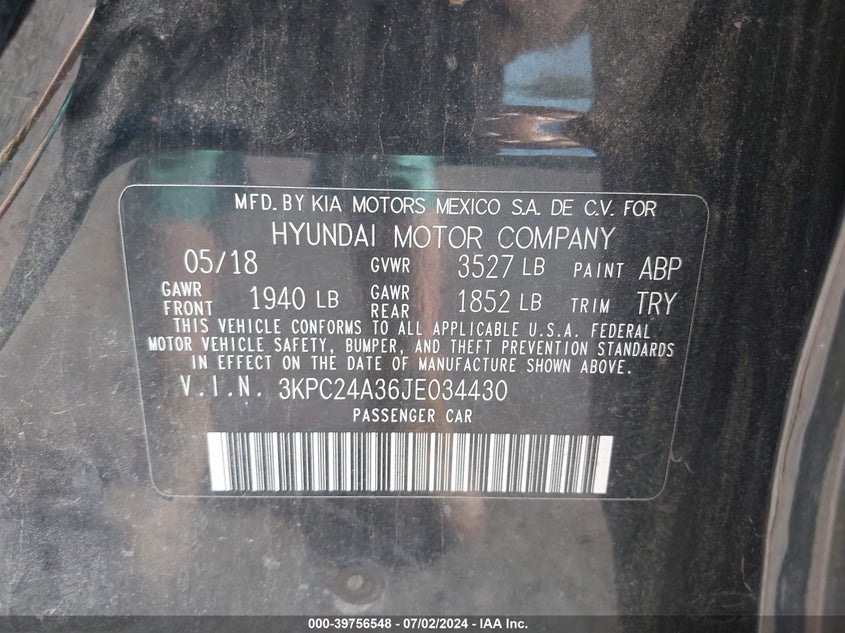 MFD. BY KIA MOTORS MEXICO S.A. DE C.V. FOR
HYUNDAI MOTOR COMPANY
05/18 GVWR 3527 LB PAINT ABP
GAWR FRONT 1940 LB GAWR REAR 1852 LB TRIM TRY
THIS VEHICLE CONFORMS TO ALL APPLICABLE U.S.A. FEDERAL
MOTOR VEHICLE SAFETY, BUMPER, AND THEFT PREVENTION STANDARDS
IN EFFECT ON THE DATE OF MANUFACTURE SHOWN ABOVE.
V.I.N. 3KPC24A36JE034430
PASSENGER CAR
000-39756548 - 07/02/2024 - IAA Inc.